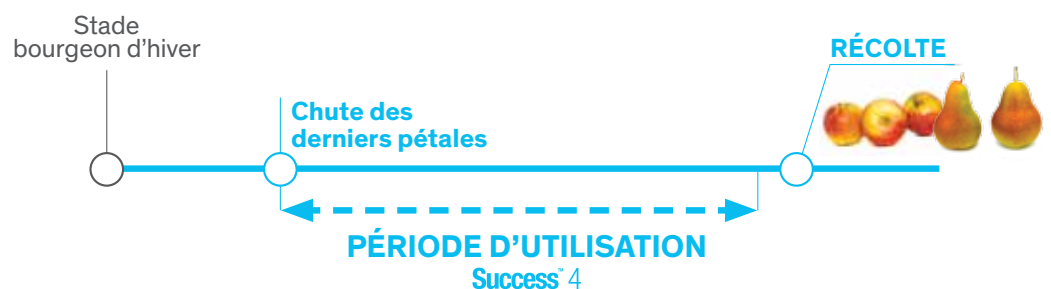 Stade
bourgeon d'hiver
RÉCOLTE
Chute des
derniers pétales
PÉRIODE D'UTILISATION
Success™ 4